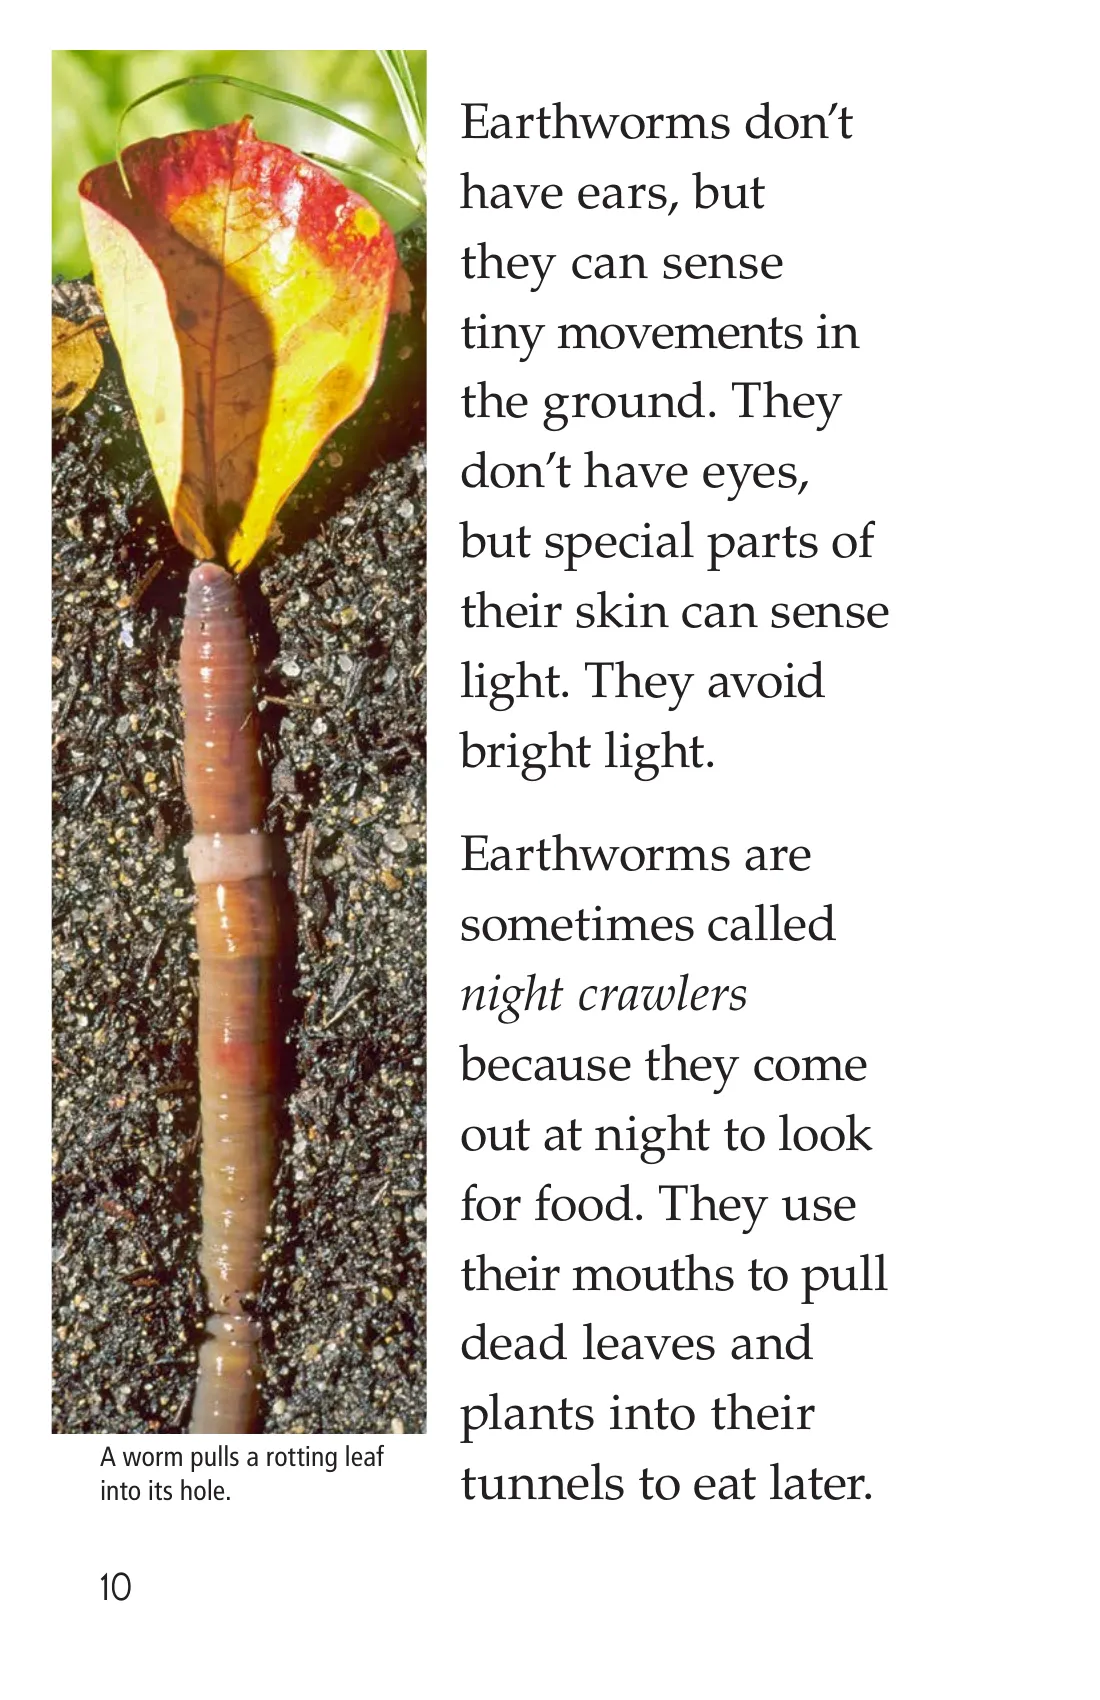 Earthworms don’t
have ears, but
they can sense
tiny movements in
the ground. They
don’t have eyes,
but special parts of
their skin can sense
light. They avoid
bright light.
Earthworms are
sometimes called
night crawlers
because they come
out at night to look
for food. They use
their mouths to pull
dead leaves and
plants into their
tunnels to eat later.
A worm pulls a rotting leaf
into its hole.
10